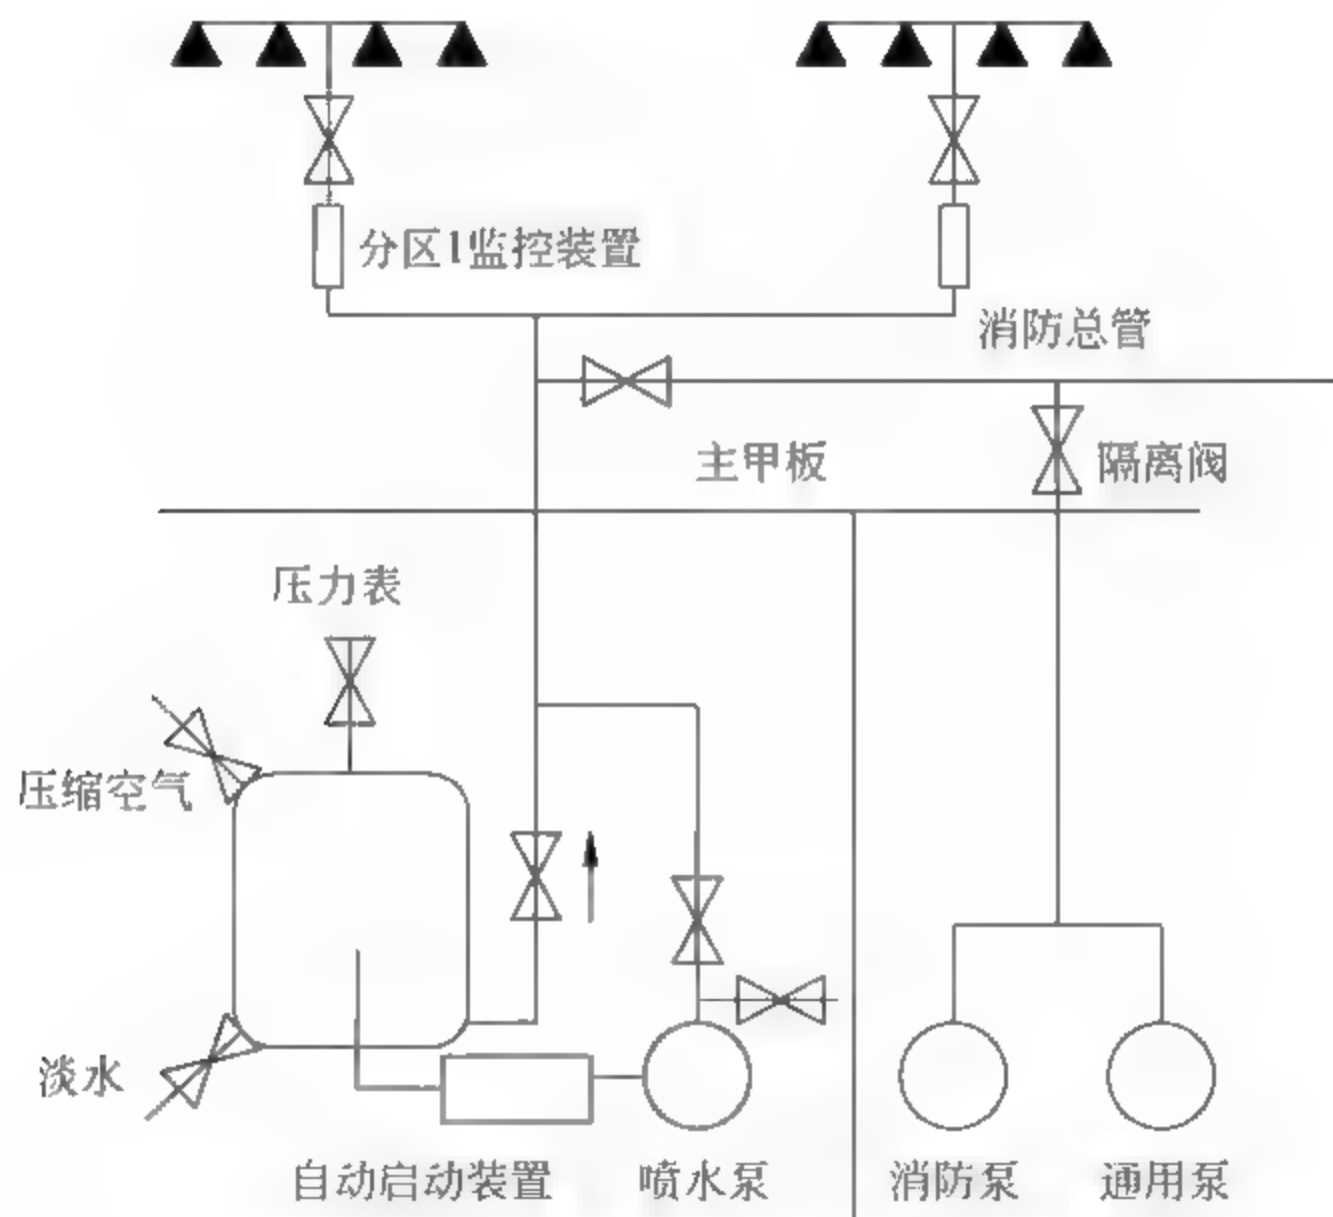 分区1监控装置
消防总管
主甲板
隔离阀
压力表
压缩空气
淡水
自动启动装置
喷水泵
消防泵
通用泵